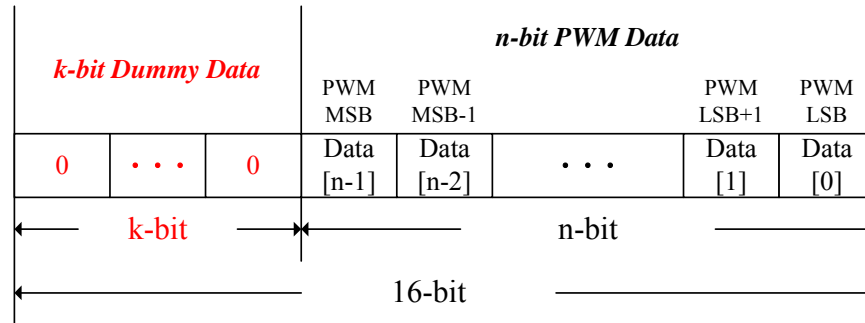 n-bit PWM Data
k-bit Dummy Data
PWM MSB
PWM MSB-1
PWM LSB+1
PWM LSB
0
. . .
0
Data [n-1]
Data [n-2]
. . .
Data [1]
Data [0]
k-bit
n-bit
16-bit